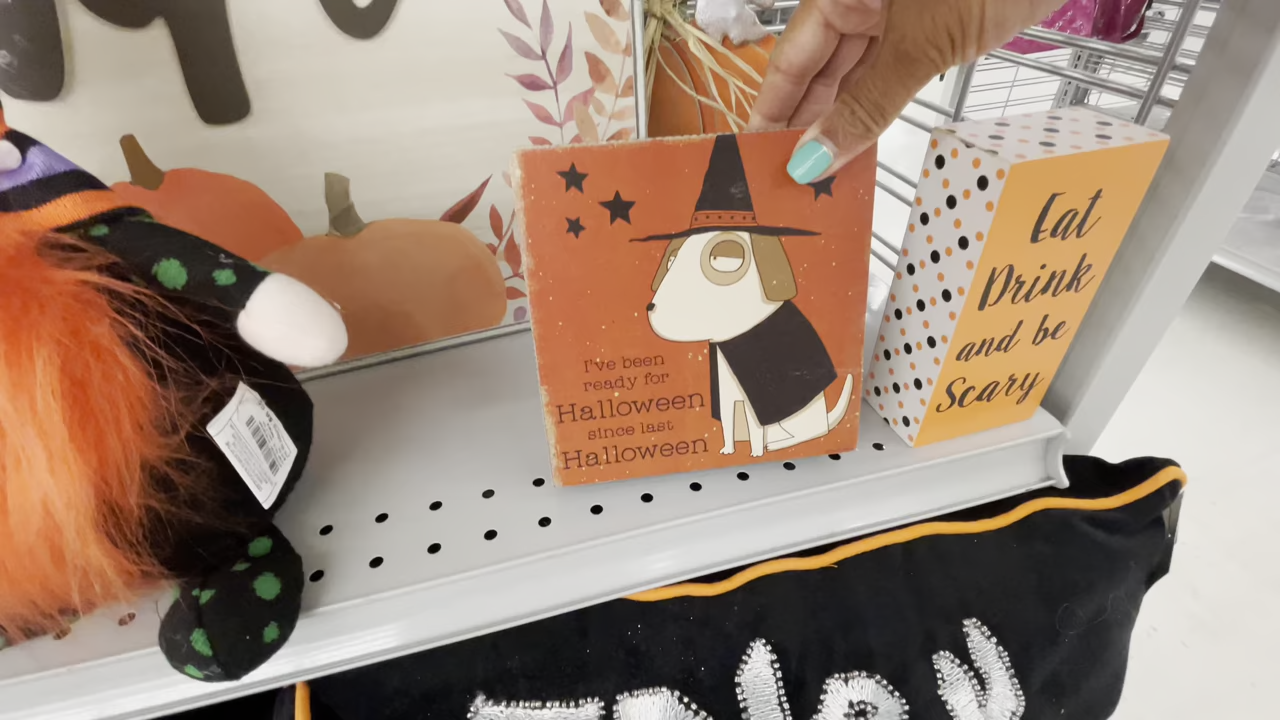 I've been
ready for
Halloween
since last
Halloween
Eat
Drink
and be
Scary